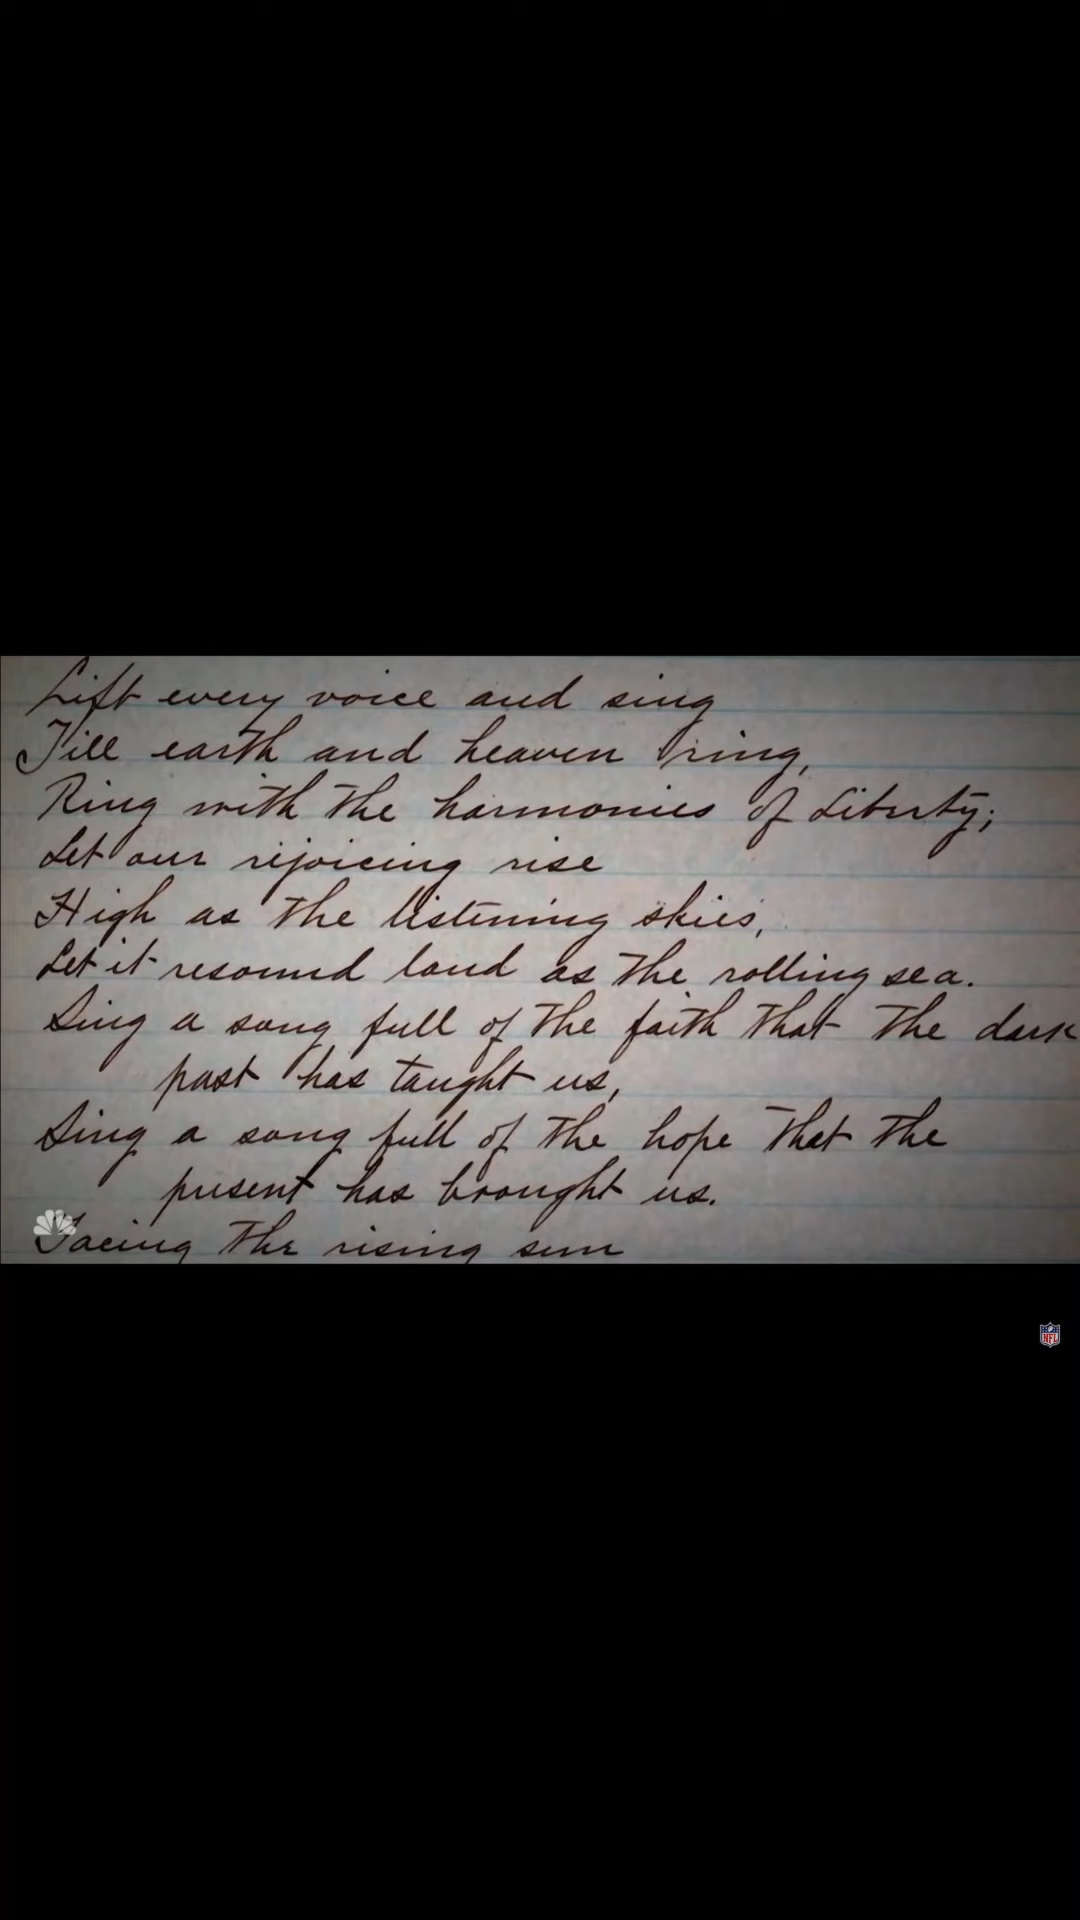 Lift every voice and sing
Till earth and heaven ring,
Ring with the harmonies of Liberty;
Let our rejoicing rise
High as the listening skies,
Let it resound loud as the rolling sea.
Sing a song full of the faith that the dark
past has taught us,
Sing a song full of the hope that the
present has brought us.
Facing the rising sun
NFL